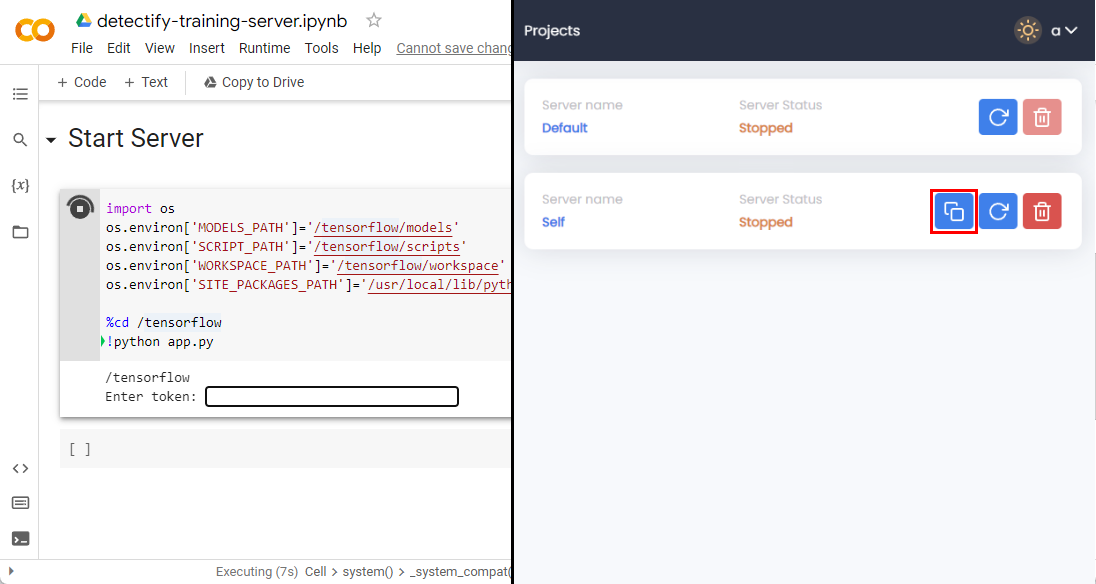 detectify-training-server.ipynb
File Edit View Insert Runtime Tools Help Cannot save chang
+ Code + Text Copy to Drive
{x}
Start Server
import os
os.environ['MODELS_PATH']='/tensorflow/models'
os.environ['SCRIPT_PATH']='/tensorflow/scripts'
os.environ['WORKSPACE_PATH']='/tensorflow/workspace'
os.environ['SITE_PACKAGES_PATH']='/usr/local/lib/pyth
%cd /tensorflow
!python app.py
/tensorflow
Enter token:
[ ]
Executing (7s) Cell > system() > _system_compat(
Projects
a
Server name Server Status
Default Stopped
Server name Server Status
Self Stopped